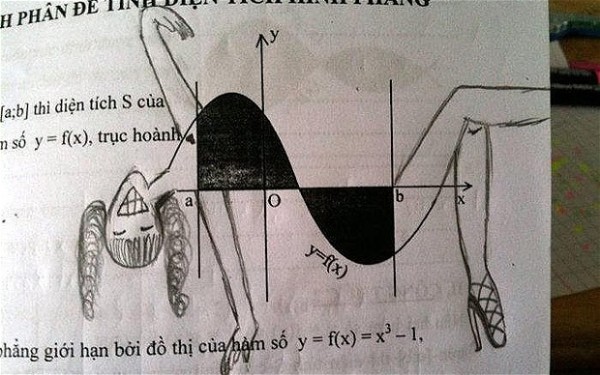 H PHÂN ĐỂ TÍNH DIỆN TÍCH HÌNH PHẲNG
y
[a;b] thì diện tích S của
n số y = f(x), trục hoành
a O b x
y=f(x)
phẳng giới hạn bởi đồ thị của hàm số y = f(x) = x³ – 1,